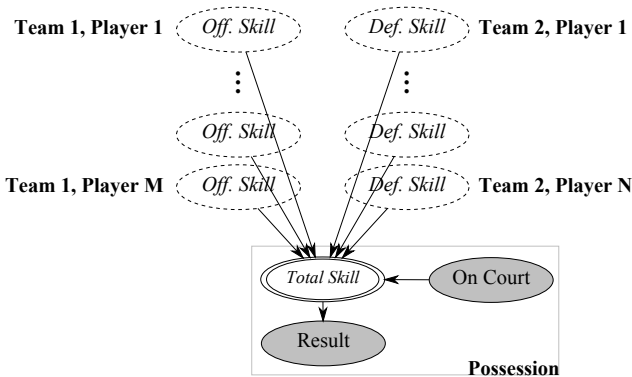 Team 1, Player 1 Off. Skill Def. Skill Team 2, Player 1
Off. Skill Def. Skill
Team 1, Player M Off. Skill Def. Skill Team 2, Player N
Total Skill On Court
Result
Possession